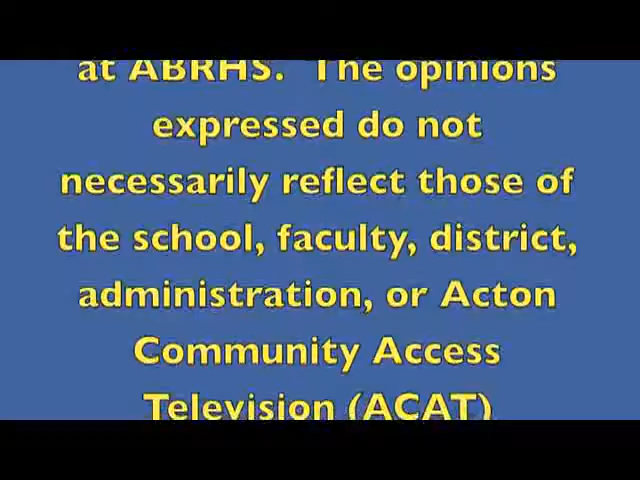 at ABRHS.  The opinions
expressed do not
necessarily reflect those of
the school, faculty, district,
administration, or Acton
Community Access
Television (ACAT)